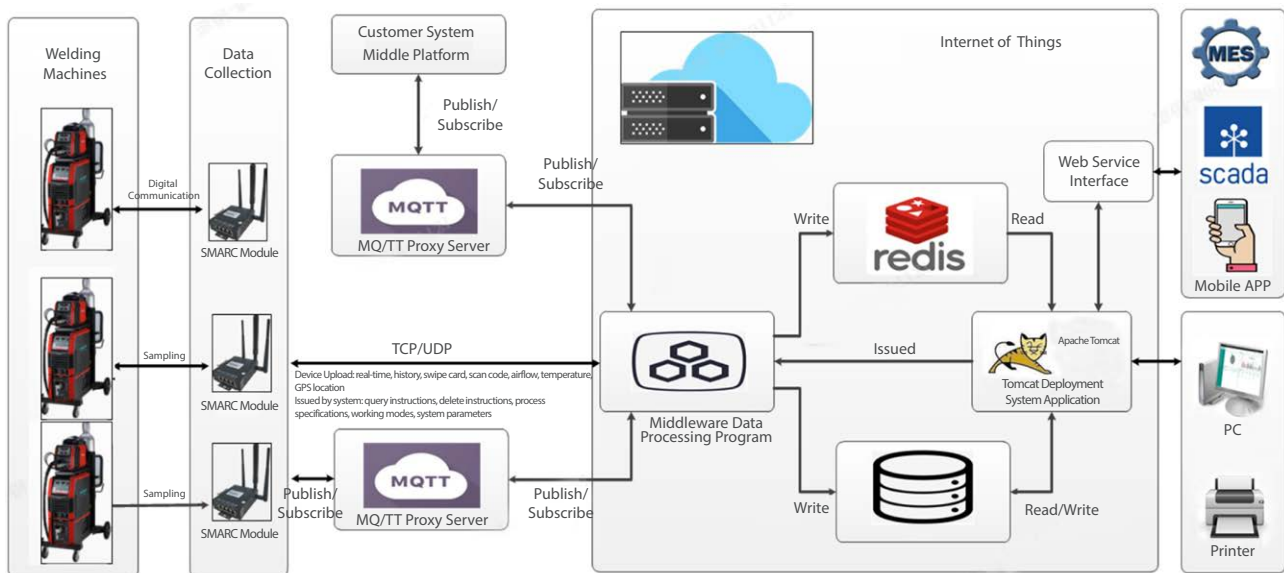 Welding
Machines
Data
Collection
Digital
Communication
SMARC Module
Sampling
SMARC Module
Sampling
SMARC Module
Customer System
Middle Platform
Publish/
Subscribe
MQTT
MQ/TT Proxy Server
Publish/
Subscribe
TCP/UDP
Device Upload: real-time, history, swipe card, scan code, airflow, temperature,
GPS location
Issued by system: query instructions, delete instructions, process
specifications, working modes, system parameters
Publish/
Subscribe
MQTT
MQ/TT Proxy Server
Publish/
Subscribe
Internet of Things
Write
redis
Read
Middleware Data
Processing Program
Issued
Apache Tomcat
Tomcat Deployment
System Application
Write
Read/Write
Web Service
Interface
MES
scada
Mobile APP
PC
Printer